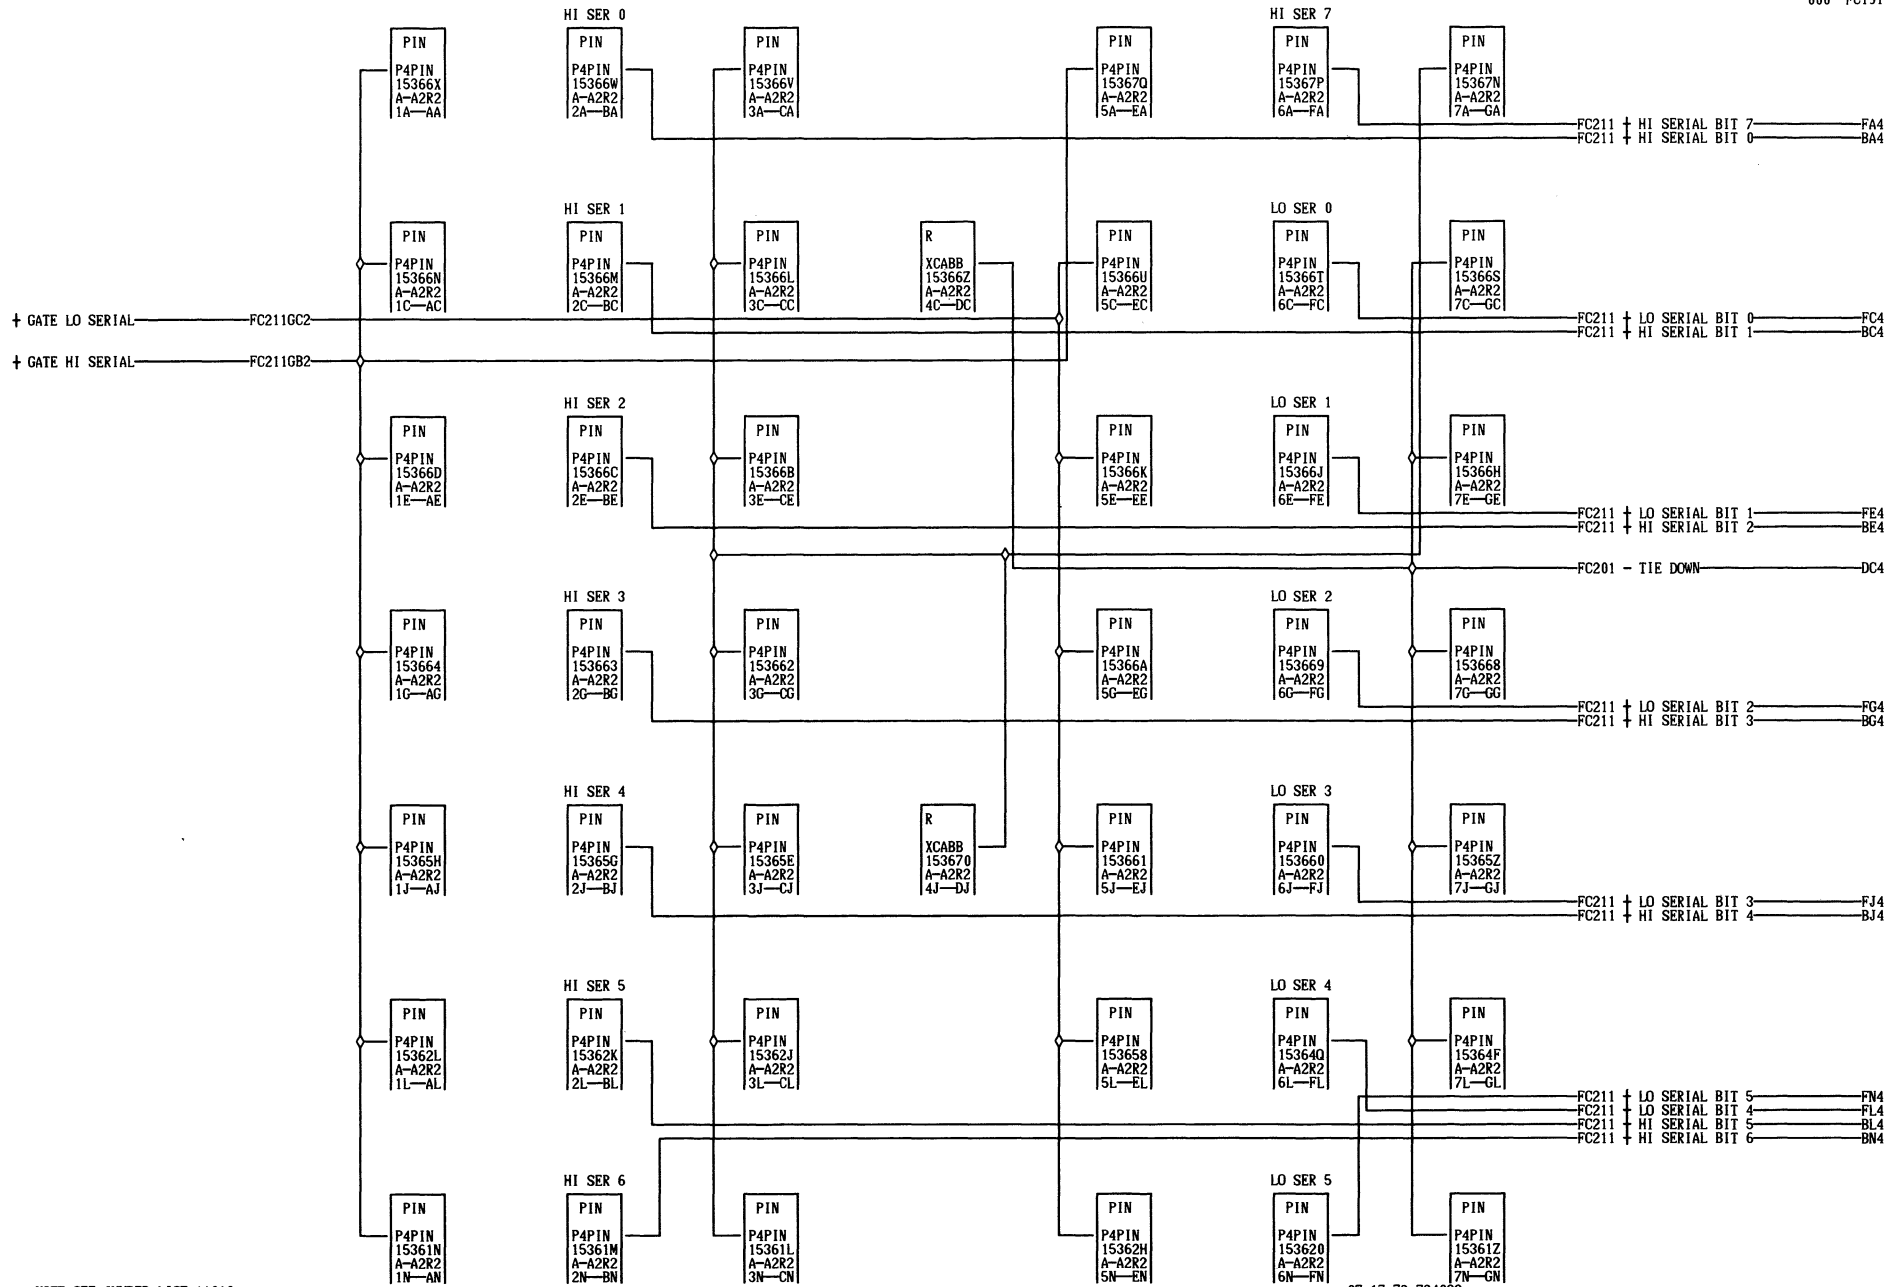 HI SER 0
HI SER 7
PIN
P4PIN
15366X
A-A2R2
1A—AA
PIN
P4PIN
15366W
A-A2R2
2A—BA
PIN
P4PIN
15366V
A-A2R2
3A—CA
PIN
P4PIN
15367Q
A-A2R2
5A—EA
PIN
P4PIN
15367P
A-A2R2
6A—FA
PIN
P4PIN
15367N
A-A2R2
7A—GA
FC211 + HI SERIAL BIT 7 FA4
FC211 + HI SERIAL BIT 0 BA4
HI SER 1
LO SER 0
PIN
P4PIN
15366N
A-A2R2
1C—AC
PIN
P4PIN
15366M
A-A2R2
2C—BC
PIN
P4PIN
15366L
A-A2R2
3C—CC
R
XCABB
15366Z
A-A2R2
4C—DC
PIN
P4PIN
15366U
A-A2R2
5C—EC
PIN
P4PIN
15366T
A-A2R2
6C—FC
PIN
P4PIN
15366S
A-A2R2
7C—GC
+ GATE LO SERIAL FC211GC2
FC211 + LO SERIAL BIT 0 FC4
FC211 + HI SERIAL BIT 1 BC4
+ GATE HI SERIAL FC211GB2
HI SER 2
LO SER 1
PIN
P4PIN
15366D
A-A2R2
1E—AE
PIN
P4PIN
15366C
A-A2R2
2E—BE
PIN
P4PIN
15366B
A-A2R2
3E—CE
PIN
P4PIN
15366K
A-A2R2
5E—EE
PIN
P4PIN
15366J
A-A2R2
6E—FE
PIN
P4PIN
15366H
A-A2R2
7E—GE
FC211 + LO SERIAL BIT 1 FE4
FC211 + HI SERIAL BIT 2 BE4
FC201 - TIE DOWN DC4
HI SER 3
LO SER 2
PIN
P4PIN
153664
A-A2R2
1G—AG
PIN
P4PIN
153663
A-A2R2
2G—BG
PIN
P4PIN
153662
A-A2R2
3G—CG
PIN
P4PIN
15366A
A-A2R2
5G—EG
PIN
P4PIN
153669
A-A2R2
6G—FG
PIN
P4PIN
153668
A-A2R2
7G—GG
FC211 + LO SERIAL BIT 2 FG4
FC211 + HI SERIAL BIT 3 BG4
HI SER 4
LO SER 3
PIN
P4PIN
15365H
A-A2R2
1J—AJ
PIN
P4PIN
15365G
A-A2R2
2J—BJ
PIN
P4PIN
15365E
A-A2R2
3J—CJ
R
XCABB
153670
A-A2R2
4J—DJ
PIN
P4PIN
153661
A-A2R2
5J—EJ
PIN
P4PIN
153660
A-A2R2
6J—FJ
PIN
P4PIN
15365Z
A-A2R2
7J—GJ
FC211 + LO SERIAL BIT 3 FJ4
FC211 + HI SERIAL BIT 4 BJ4
HI SER 5
LO SER 4
PIN
P4PIN
15362L
A-A2R2
1L—AL
PIN
P4PIN
15362K
A-A2R2
2L—BL
PIN
P4PIN
15362J
A-A2R2
3L—CL
PIN
P4PIN
153658
A-A2R2
5L—EL
PIN
P4PIN
15364Q
A-A2R2
6L—FL
PIN
P4PIN
15364F
A-A2R2
7L—GL
FC211 + LO SERIAL BIT 5 FN4
FC211 + LO SERIAL BIT 4 FL4
FC211 + HI SERIAL BIT 5 BL4
FC211 + HI SERIAL BIT 6 BN4
HI SER 6
LO SER 5
PIN
P4PIN
15361N
A-A2R2
1N—AN
PIN
P4PIN
15361M
A-A2R2
2N—BN
PIN
P4PIN
15361L
A-A2R2
3N—CN
PIN
P4PIN
15362H
A-A2R2
5N—EN
PIN
P4PIN
153620
A-A2R2
6N—FN
PIN
P4PIN
15361Z
A-A2R2
7N—GN